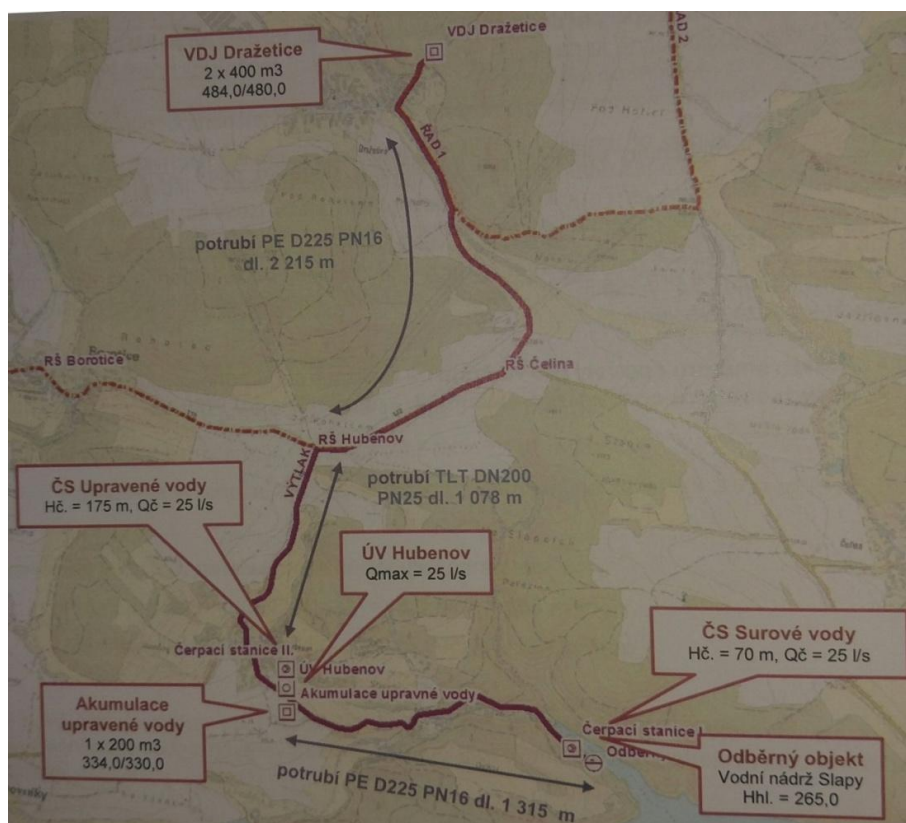 VDJ Dražetice
2 x 400 m3
484,0/480,0
VDJ Dražetice
ŘAD 2
ŘAD 1
potrubí PE D225 PN16
dl. 2 215 m
RŠ Borotice
RŠ Čelina
RŠ Hubenov
VÝTLAK
potrubí TLT DN200
PN25 dl. 1 078 m
ČS Upravené vody
Hč. = 175 m, Qč = 25 l/s
ÚV Hubenov
Qmax = 25 l/s
ČS Surové vody
Hč. = 70 m, Qč = 25 l/s
Čerpací stanice II.
ÚV Hubenov
Akumulace upravné vody
Akumulace
upravené vody
1 x 200 m3
334,0/330,0
Čerpací stanice I
Odběrný objekt
Vodní nádrž Slapy
Hhl. = 265,0
potrubí PE D225 PN16 dl. 1 315 m